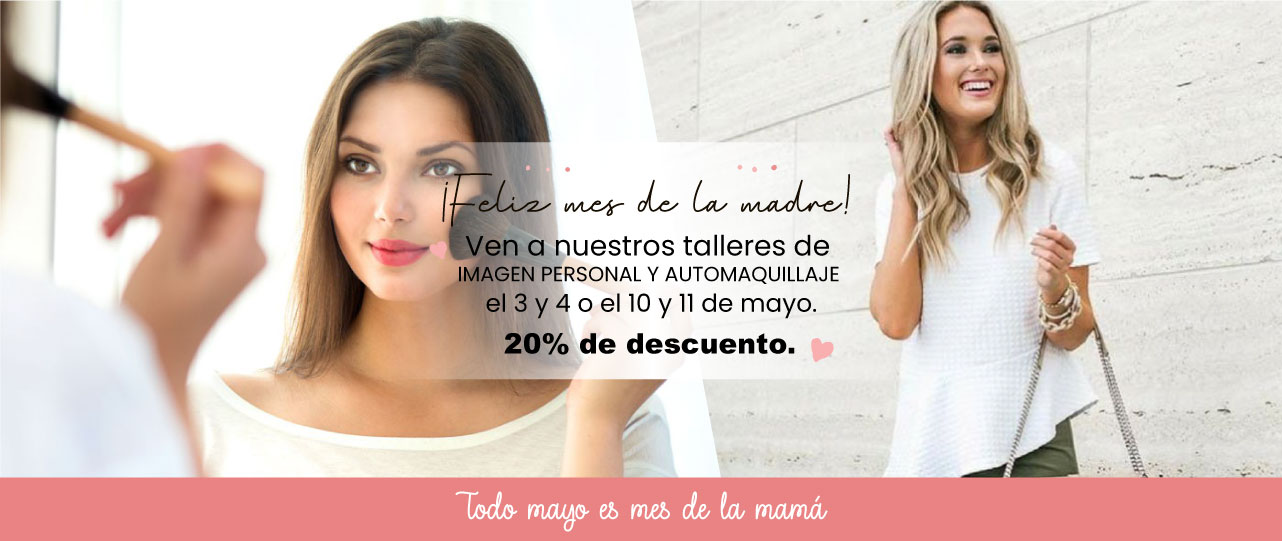 ¡Feliz mes de la madre!
Ven a nuestros talleres de
IMAGEN PERSONAL Y AUTOMAQUILLAJE
el 3 y 4 o el 10 y 11 de mayo.
20% de descuento.
Todo mayo es mes de la mamá